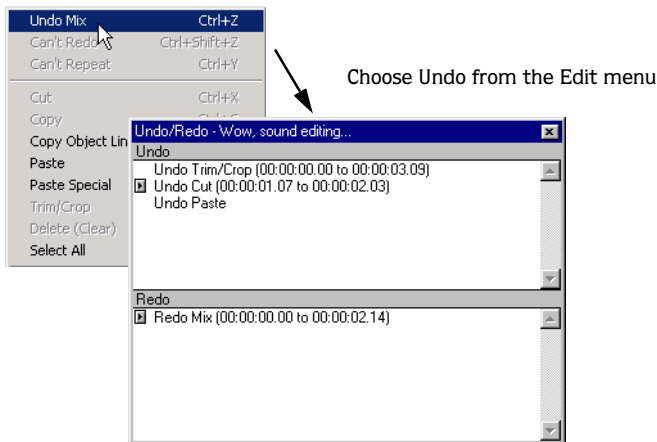 Undo Mix Ctrl+Z
Can't Redo Ctrl+Shift+Z
Can't Repeat Ctrl+Y
Choose Undo from the Edit menu
Cut Ctrl+X
Copy
Copy Object Lin
Paste
Paste Special
Trim/Crop
Delete (Clear)
Select All
Undo/Redo - Wow, sound editing...
Undo
Undo Trim/Crop (00:00:00.00 to 00:00:03.09)
Undo Cut (00:00:01.07 to 00:00:02.03)
Undo Paste
Redo
Redo Mix (00:00:00.00 to 00:00:02.14)